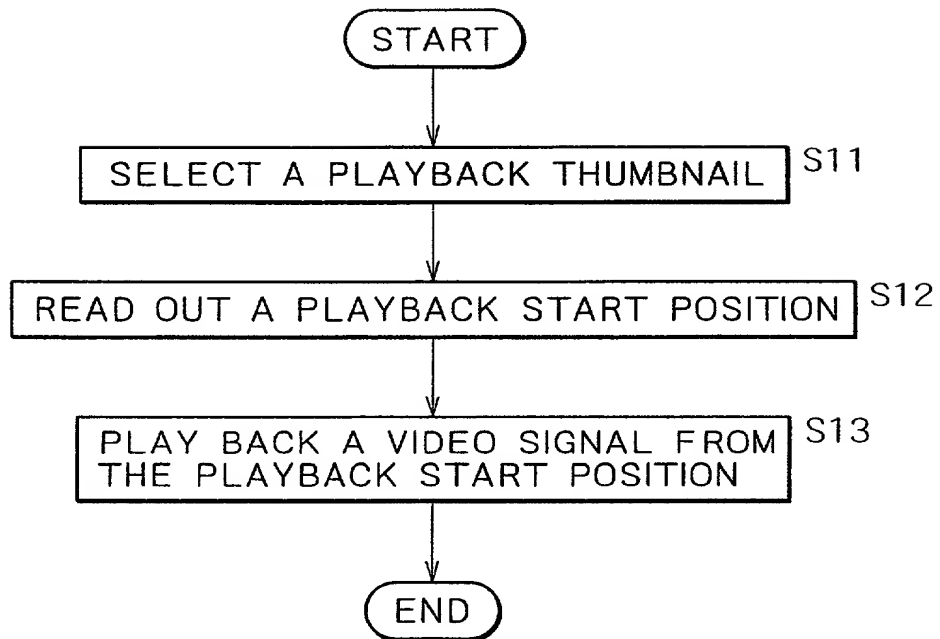 START
SELECT A PLAYBACK THUMBNAIL S11
READ OUT A PLAYBACK START POSITION S12
PLAY BACK A VIDEO SIGNAL FROM S13
THE PLAYBACK START POSITION
END